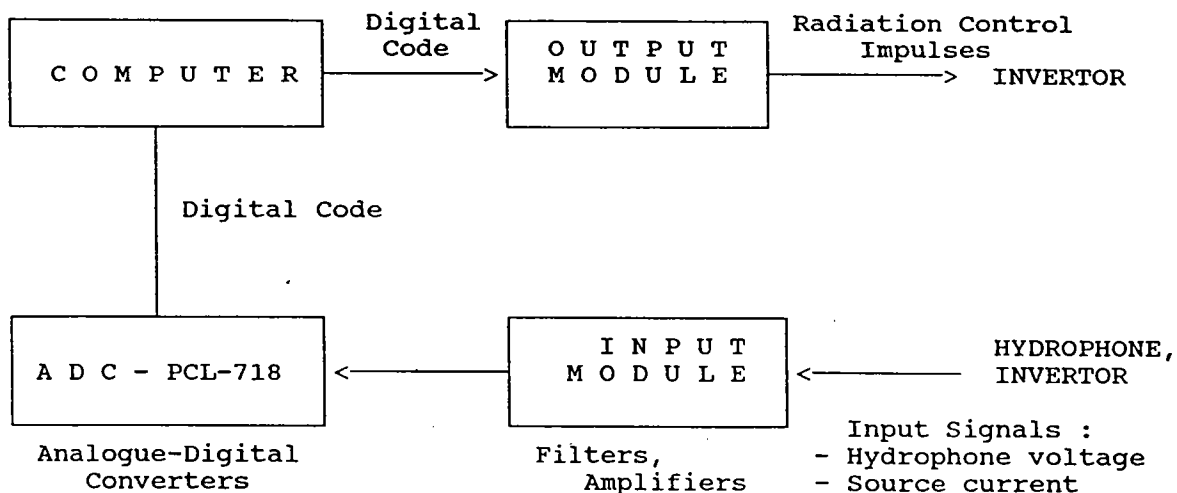 Digital
Code
Radiation Control
Impulses
C O M P U T E R
O U T P U T
M O D U L E
INVERTOR
Digital Code
A D C - PCL-718
I N P U T
M O D U L E
HYDROPHONE,
INVERTOR
Analogue-Digital
Converters
Filters,
Amplifiers
Input Signals :
- Hydrophone voltage
- Source current